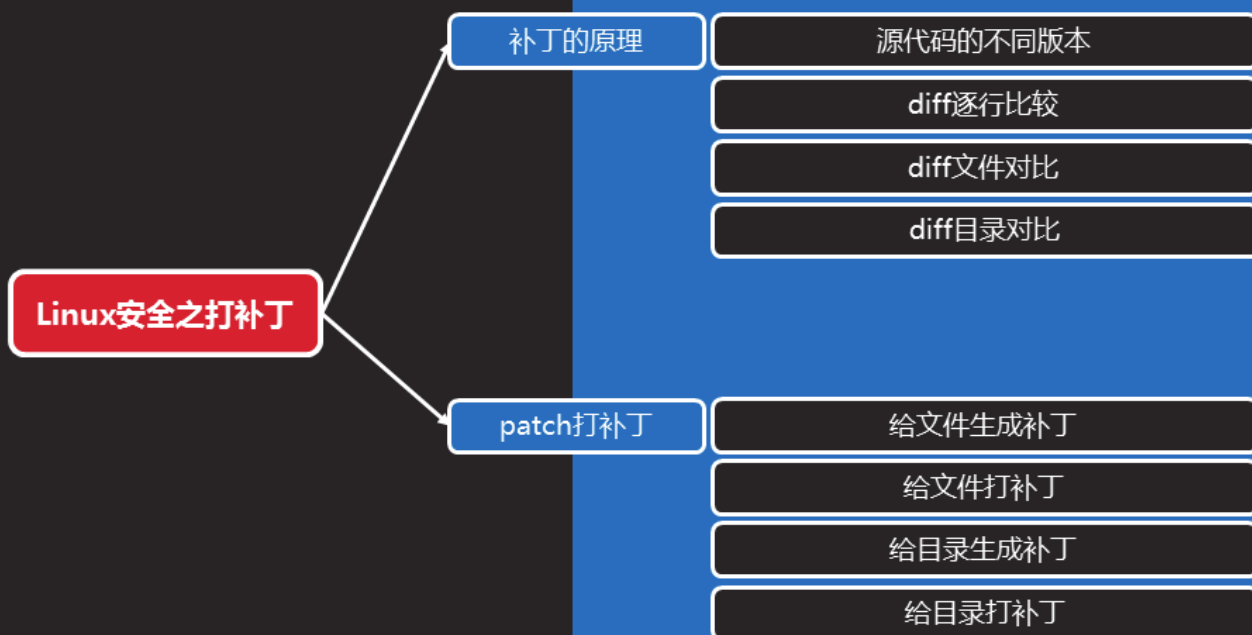 补丁的原理
源代码的不同版本
diff逐行比较
diff文件对比
diff目录对比
Linux安全之打补丁
patch打补丁
给文件生成补丁
给文件打补丁
给目录生成补丁
给目录打补丁